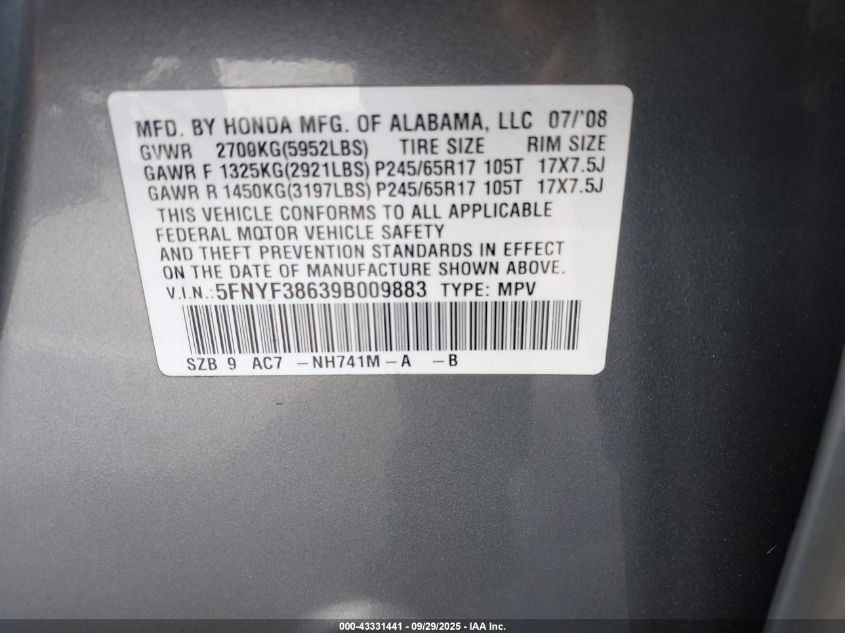 MFD. BY HONDA MFG. OF ALABAMA, LLC 07/'08
GVWR 2700KG(5952LBS) TIRE SIZE RIM SIZE
GAWR F 1325KG(2921LBS) P245/65R17 105T 17X7.5J
GAWR R 1450KG(3197LBS) P245/65R17 105T 17X7.5J
THIS VEHICLE CONFORMS TO ALL APPLICABLE
FEDERAL MOTOR VEHICLE SAFETY
AND THEFT PREVENTION STANDARDS IN EFFECT
ON THE DATE OF MANUFACTURE SHOWN ABOVE.
V.I.N.: 5FNYF38639B009883 TYPE: MPV
SZB 9 AC7 -NH741M-A -B
000-43331441 - 09/29/2025 - IAA Inc.